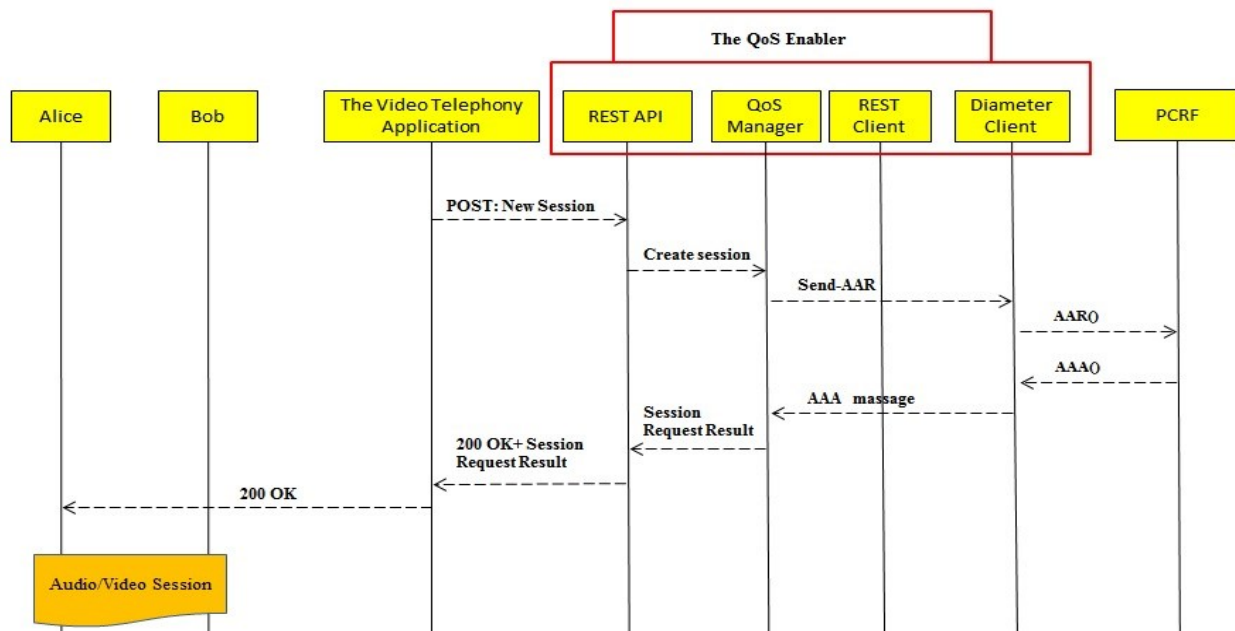 The QoS Enabler
Alice
Bob
The Video Telephony
Application
REST API
QoS
Manager
REST
Client
Diameter
Client
PCRF
POST: New Session
Create session
Send-AAR
AAR()
AAA()
AAA massage
Session
Request Result
200 OK+ Session
Request Result
200 OK
Audio/Video Session